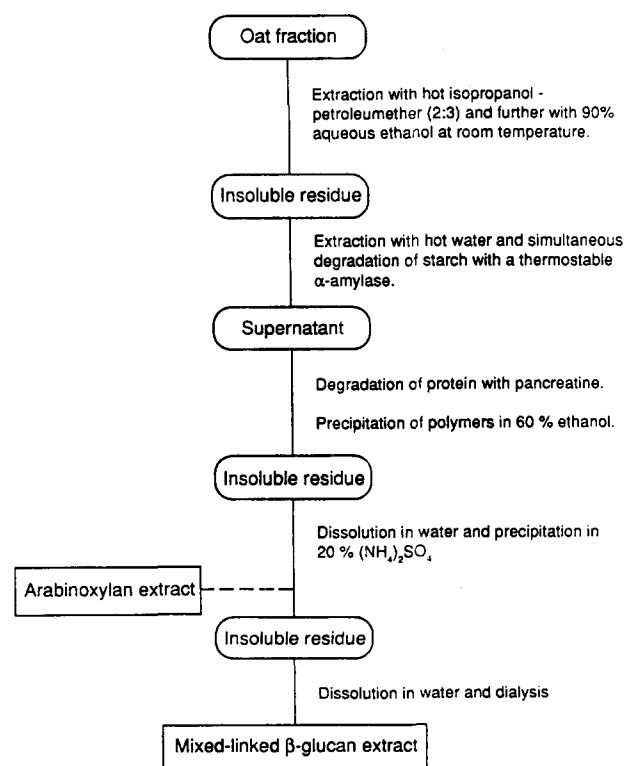 Oat fraction
Extraction with hot isopropanol -
petroleumether (2:3) and further with 90%
aqueous ethanol at room temperature.
Insoluble residue
Extraction with hot water and simultaneous
degradation of starch with a thermostable
α-amylase.
Supernatant
Degradation of protein with pancreatine.
Precipitation of polymers in 60 % ethanol.
Insoluble residue
Dissolution in water and precipitation in
20 % (NH₄)₂SO₄
Arabinoxylan extract
Insoluble residue
Dissolution in water and dialysis
Mixed-linked β-glucan extract